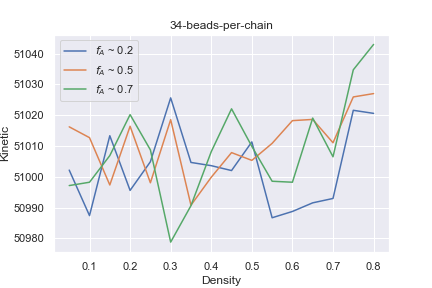 34-beads-per-chain
f_A ~ 0.2
f_A ~ 0.5
f_A ~ 0.7
51040
51030
51020
51010
51000
50990
50980
Kinetic
0.1 0.2 0.3 0.4 0.5 0.6 0.7 0.8
Density